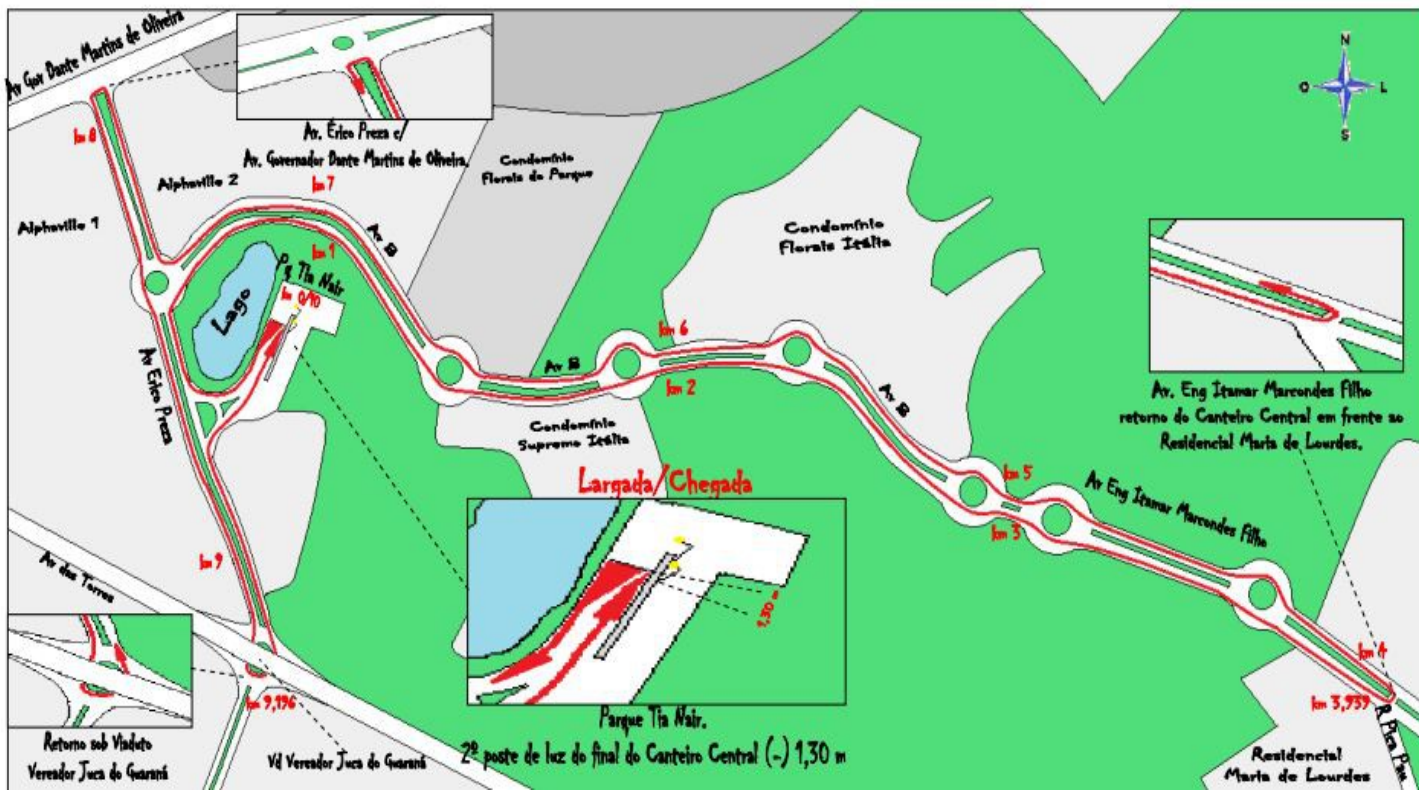 Av Gov Dante Martins de Oliveira
Av. Érico Preza c/
Av. Governador Dante Martins de Oliveira.
N
O
L
S
km 8
Alphaville 2
Alphaville 1
km 7
km 1
Av B
Condomínio
Florais do Parque
Condomínio
Florais Itália
Pq Tia Nair
km 0/10
Lago
Av Erico Preza
km 6
Av B
km 2
Av B
Condomínio
Supremo Itália
Av. Eng Itamar Marcondes Filho
retorno do Canteiro Central em frente ao
Residencial Maria de Lourdes.
km 5
km 3
Av Eng Itamar Marcondes Filho
Largada/Chegada
1,30 m
Parque Tia Nair.
2º poste de luz do final do Canteiro Central (-) 1,30 m
km 9
Av das Torres
km 9,196
Retorno sob Viaduto
Vereador Juca do Guaraná
Vd Vereador Juca do Guaraná
km 4
km 3,939
R Pica Pau
Residencial
Maria de Lourdes